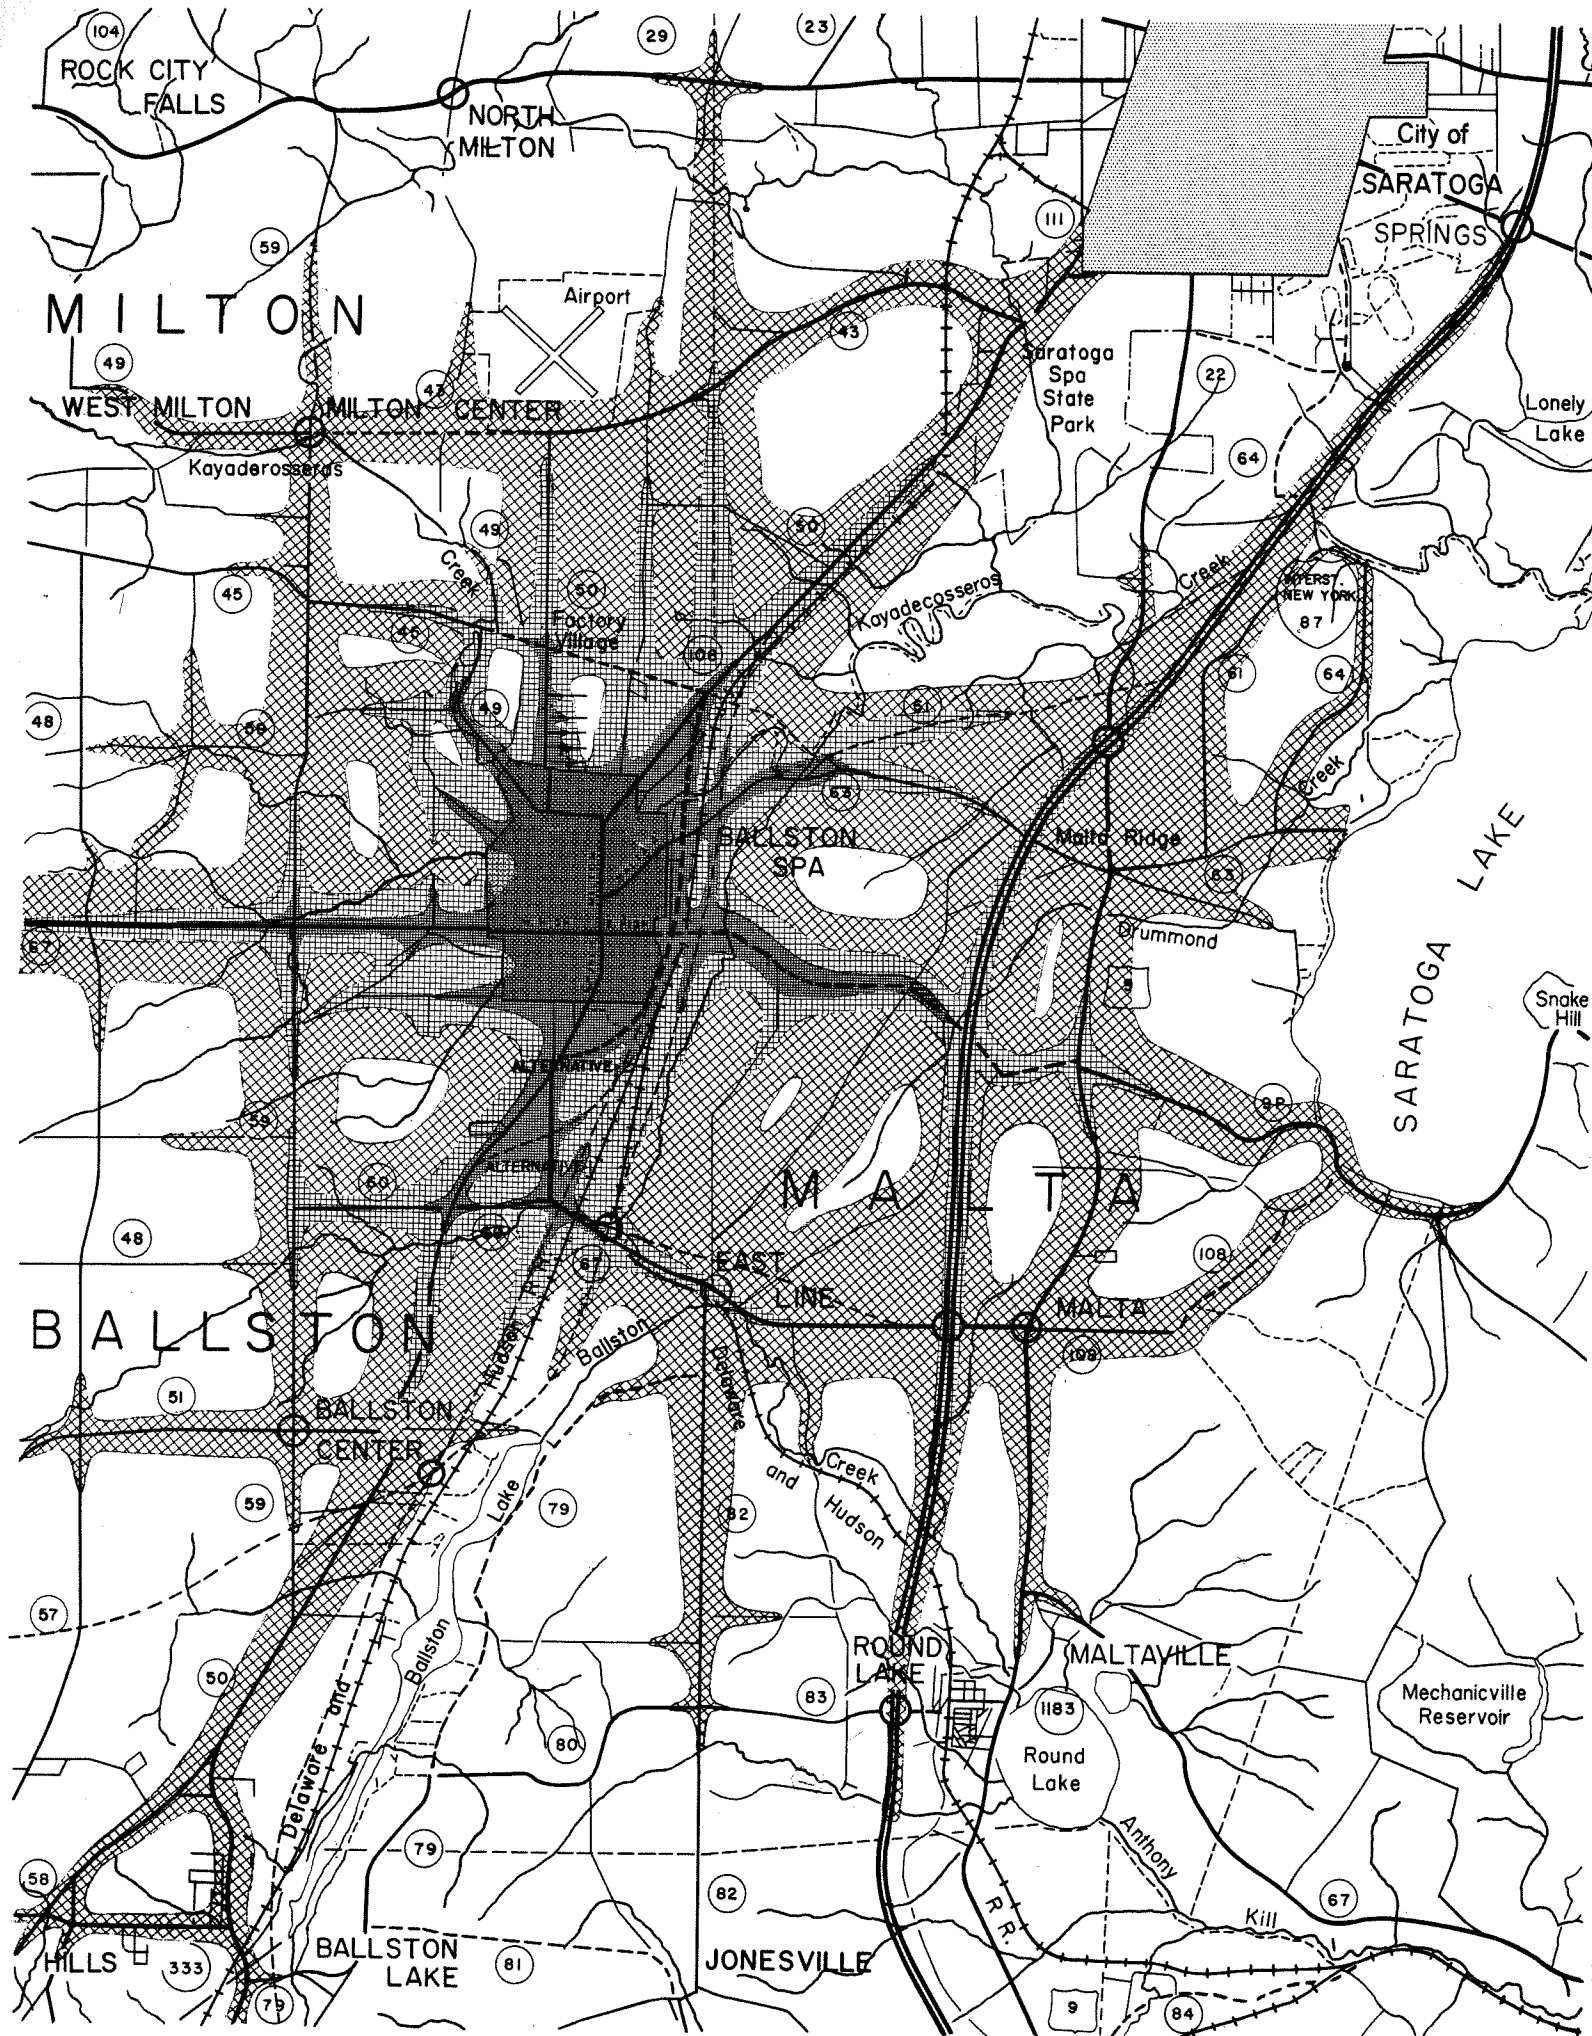 104
29
23
ROCK CITY
FALLS
NORTH
MILTON
City of
SARATOGA
SPRINGS
111
59
MILTON
Airport
43
49
Saratoga
Spa
State
Park
22
43
WEST MILTON
MILTON CENTER
Lonely
Lake
Kayaderosseras
64
49
50
Creek
Creek
45
50
Kayadecosseros
INTERST.
NEW YORK
87
Factory
Village
46
108
61
64
49
51
48
59
Creek
63
BALLSTON
SPA
Malta Ridge
63
LAKE
SARATOGA
67
Drummond
9
Snake
Hill
ALTERNATIVE
9P
59
ALTERNATIVE
50
MALTA
48
67
EAST
LINE
108
MALTA
BALLSTON
Hudson
R R
Ballston
108
Delaware
51
BALLSTON
CENTER
Creek
and
Hudson
Lake
59
79
82
57
Ballston
ROUND
LAKE
MALTAVILLE
50
83
1183
Mechanicville
Reservoir
80
Round
Lake
Delaware and
79
Anthony
58
82
67
Kill
R R.
HILLS
333
BALLSTON
LAKE
81
JONESVILLE
79
9
84